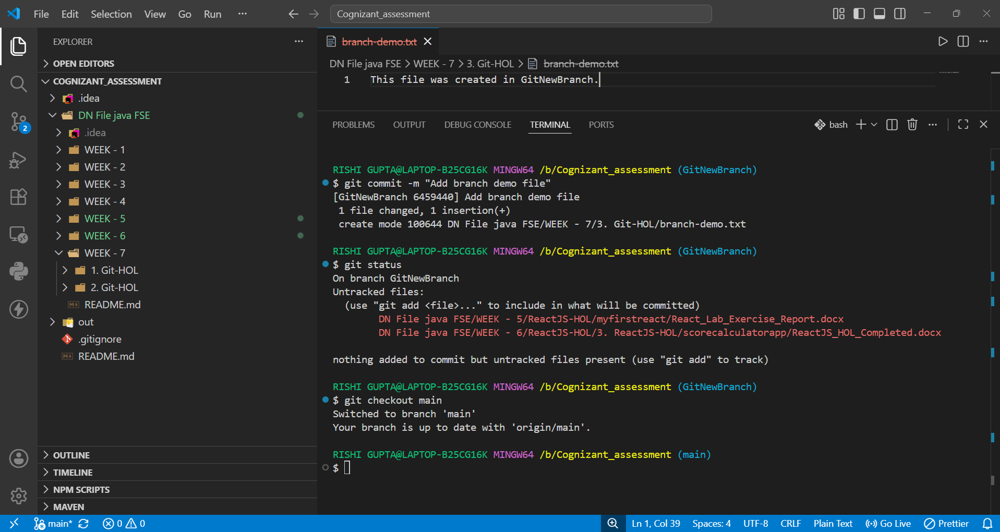 File Edit Selection View Go Run ···
Cognizant_assessment
EXPLORER
OPEN EDITORS
COGNIZANT_ASSESSMENT
.idea
DN File java FSE
.idea
WEEK - 1
WEEK - 2
WEEK - 3
WEEK - 4
WEEK - 5
WEEK - 6
WEEK - 7
1. Git-HOL
2. Git-HOL
README.md
out
.gitignore
README.md
OUTLINE
TIMELINE
NPM SCRIPTS
MAVEN
2
branch-demo.txt
DN File java FSE > WEEK - 7 > 3. Git-HOL > branch-demo.txt
1 This file was created in GitNewBranch.
PROBLEMS OUTPUT DEBUG CONSOLE TERMINAL PORTS
bash
RISHI GUPTA@LAPTOP-B25CG16K MINGW64 /b/Cognizant_assessment (GitNewBranch)
$ git commit -m "Add branch demo file"
[GitNewBranch 6459440] Add branch demo file
1 file changed, 1 insertion(+)
create mode 100644 DN File java FSE/WEEK - 7/3. Git-HOL/branch-demo.txt
RISHI GUPTA@LAPTOP-B25CG16K MINGW64 /b/Cognizant_assessment (GitNewBranch)
$ git status
On branch GitNewBranch
Untracked files:
(use "git add <file>..." to include in what will be committed)
DN File java FSE/WEEK - 5/ReactJS-HOL/myfirstreact/React_Lab_Exercise_Report.docx
DN File java FSE/WEEK - 6/ReactJS-HOL/3. ReactJS-HOL/scorecalculatorapp/ReactJS_HOL_Completed.docx
nothing added to commit but untracked files present (use "git add" to track)
RISHI GUPTA@LAPTOP-B25CG16K MINGW64 /b/Cognizant_assessment (GitNewBranch)
$ git checkout main
Switched to branch 'main'
Your branch is up to date with 'origin/main'.
RISHI GUPTA@LAPTOP-B25CG16K MINGW64 /b/Cognizant_assessment (main)
$
main* 0 0 Ln 1, Col 39 Spaces: 4 UTF-8 CRLF Plain Text Go Live Prettier